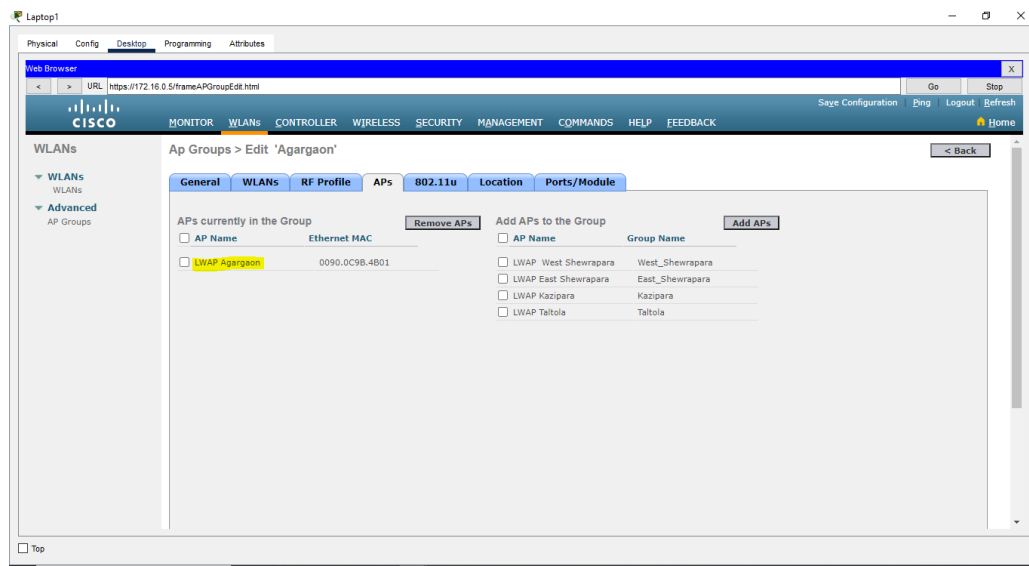 Laptop1
Physical Config Desktop Programming Attributes
Web Browser X
< > URL https://172.16.0.5/frameAPGroupEdit.html Go Stop
Save Configuration | Ping | Logout | Refresh
CISCO MONITOR WLANs CONTROLLER WIRELESS SECURITY MANAGEMENT COMMANDS HELP FEEDBACK Home
WLANs Ap Groups > Edit 'Agargaon' < Back
WLANs
WLANs
Advanced
AP Groups
General WLANs RF Profile APs 802.11u Location Ports/Module
APs currently in the Group Remove APs Add APs to the Group Add APs
AP Name Ethernet MAC AP Name Group Name
LWAP Agargaon 0090.0C9B.4B01 LWAP West Shewrapara West_Shewrapara
LWAP East Shewrapara East_Shewrapara
LWAP Kazipara Kazipara
LWAP Taltola Taltola
Top